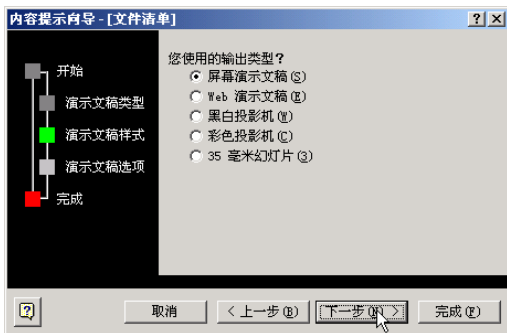 内容提示向导-[文件清单]
开始
演示文稿类型
演示文稿样式
演示文稿选项
完成
您使用的输出类型?
屏幕演示文稿(S)
Web 演示文稿(E)
黑白投影机(W)
彩色投影机(C)
35 毫米幻灯片(3)
取消
< 上一步(B)
下一步(N) >
完成(F)